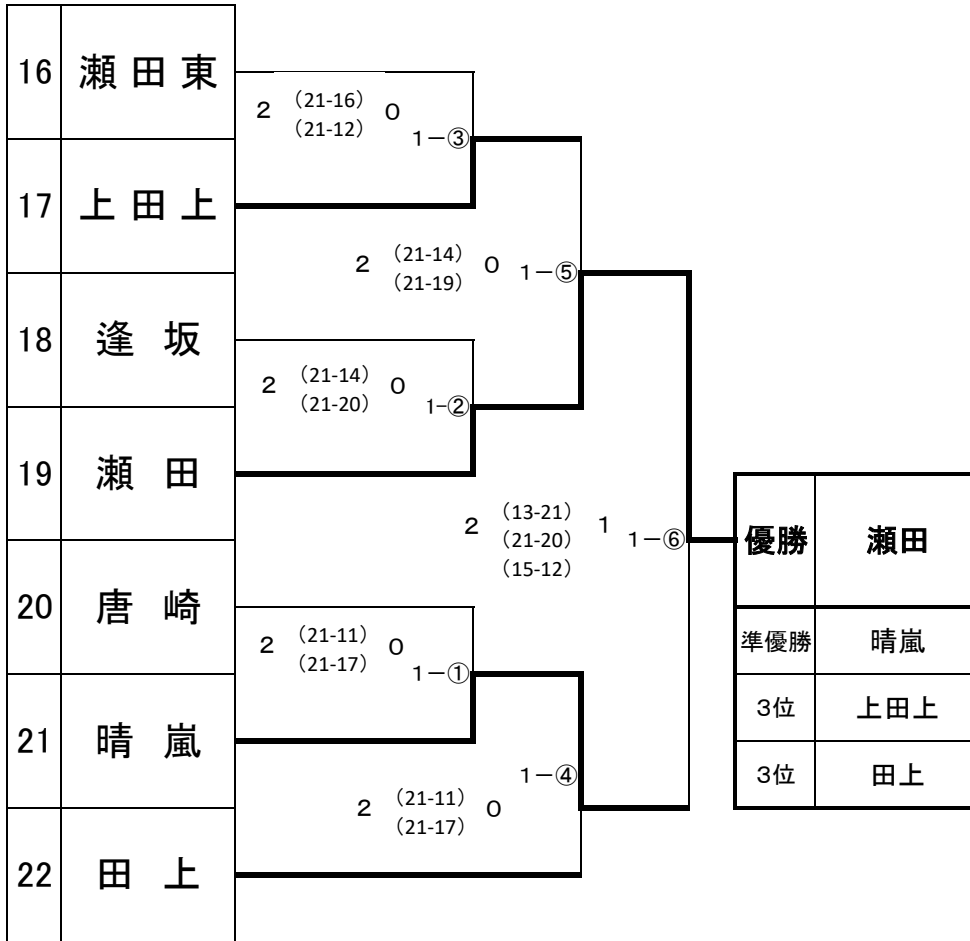 16 瀬田東
2 （21-16） 0
（21-12）
1－③
17 上田上
2 （21-14） 0 1－⑤
（21-19）
18 逢 坂
2 （21-14） 0
（21-20）
1-②
19 瀬 田
2 （13-21） 1
（21-20） 1－⑥
（15-12）
優勝 瀬田
20 唐 崎
2 （21-11） 0
（21-17）
1－①
準優勝 晴嵐
3位 上田上
21 晴 嵐
1－④
3位 田上
2 （21-11） 0
（21-17）
22 田 上